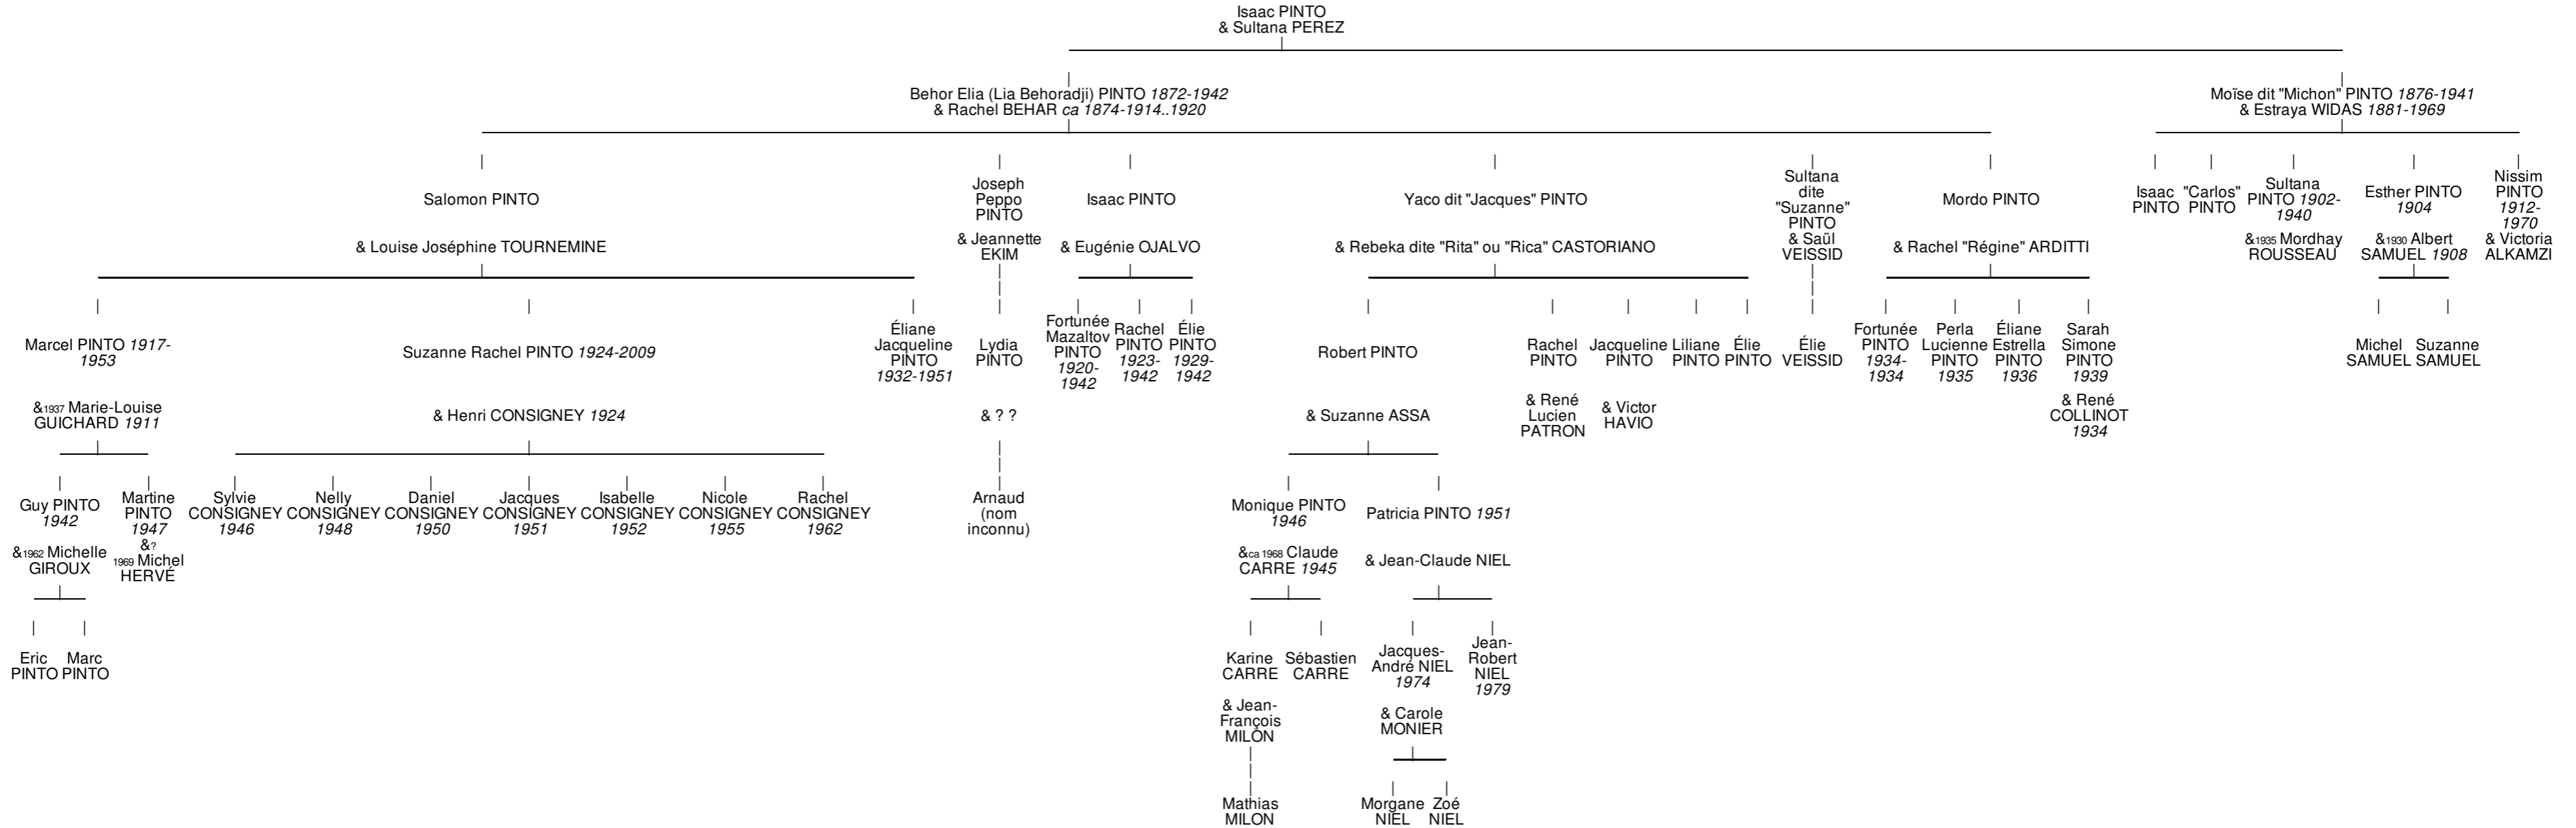 Isaac PINTO
& Sultana PEREZ
Behor Elia (Lia Behoradji) PINTO 1872-1942
& Rachel BEHAR ca 1874-1914..1920
Moïse dit "Michon" PINTO 1876-1941
& Estraya WIDAS 1881-1969
Salomon PINTO
& Louise Joséphine TOURNEMINE
Joseph
Peppo
PINTO
& Jeannette
EKIM
Isaac PINTO
& Eugénie OJALVO
Yaco dit "Jacques" PINTO
& Rebeka dite "Rita" ou "Rica" CASTORIANO
Sultana
dite
"Suzanne"
PINTO
& Saül
VEISSID
Mordo PINTO
& Rachel "Régine" ARDITTI
Isaac
PINTO
"Carlos"
PINTO
Sultana
PINTO 1902-
1940
&1935 Mordhay
ROUSSEAU
Esther PINTO
1904
&1930 Albert
SAMUEL 1908
Nissim
PINTO
1912-
1970
& Victoria
ALKAMZI
Marcel PINTO 1917-
1953
&1937 Marie-Louise
GUICHARD 1911
Suzanne Rachel PINTO 1924-2009
& Henri CONSIGNEY 1924
Éliane
Jacqueline
PINTO
1932-1951
Lydia
PINTO
& ? ?
Fortunée
Mazaltov
PINTO
1920-
1942
Rachel
PINTO
1923-
1942
Élie
PINTO
1929-
1942
Robert PINTO
& Suzanne ASSA
Rachel
PINTO
& René
Lucien
PATRON
Jacqueline
PINTO
& Victor
HAVIO
Liliane
PINTO
Élie
PINTO
Élie
VEISSID
Fortunée
PINTO
1934-
1934
Perla
Lucienne
PINTO
1935
Éliane
Estrella
PINTO
1936
Sarah
Simone
PINTO
1939
& René
COLLINOT
1934
Michel
SAMUEL
Suzanne
SAMUEL
Guy PINTO
1942
&1962 Michelle
GIROUX
Martine
PINTO
1947
&?
1969 Michel
HERVÉ
Sylvie
CONSIGNEY
1946
Nelly
CONSIGNEY
1948
Daniel
CONSIGNEY
1950
Jacques
CONSIGNEY
1951
Isabelle
CONSIGNEY
1952
Nicole
CONSIGNEY
1955
Rachel
CONSIGNEY
1962
Arnaud
(nom
inconnu)
Monique PINTO
1946
&ca 1968 Claude
CARRE 1945
Patricia PINTO 1951
& Jean-Claude NIEL
Eric
PINTO
Marc
PINTO
Karine
CARRE
& Jean-
François
MILON
Sébastien
CARRE
Jacques-
André NIEL
1974
& Carole
MONIER
Jean-
Robert
NIEL
1979
Mathias
MILON
Morgane
NIEL
Zoé
NIEL